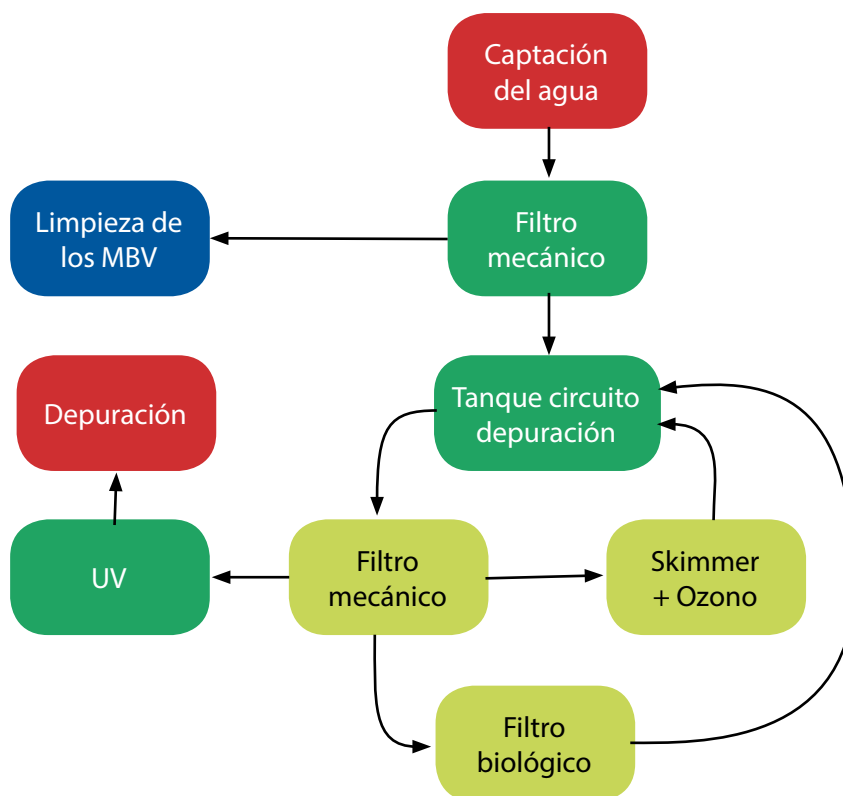 Captación
del agua
Limpieza de
los MBV
Filtro
mecánico
Depuración
Tanque circuito
depuración
UV
Filtro
mecánico
Skimmer
+ Ozono
Filtro
biológico